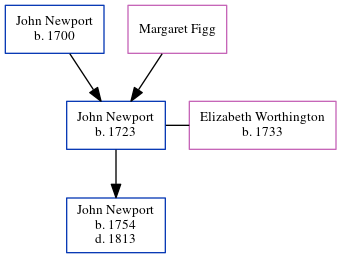 John Newport
b. 1700
Margaret Figg
John Newport
b. 1723
Elizabeth Worthington
b. 1733
John Newport
b. 1754
d. 1813